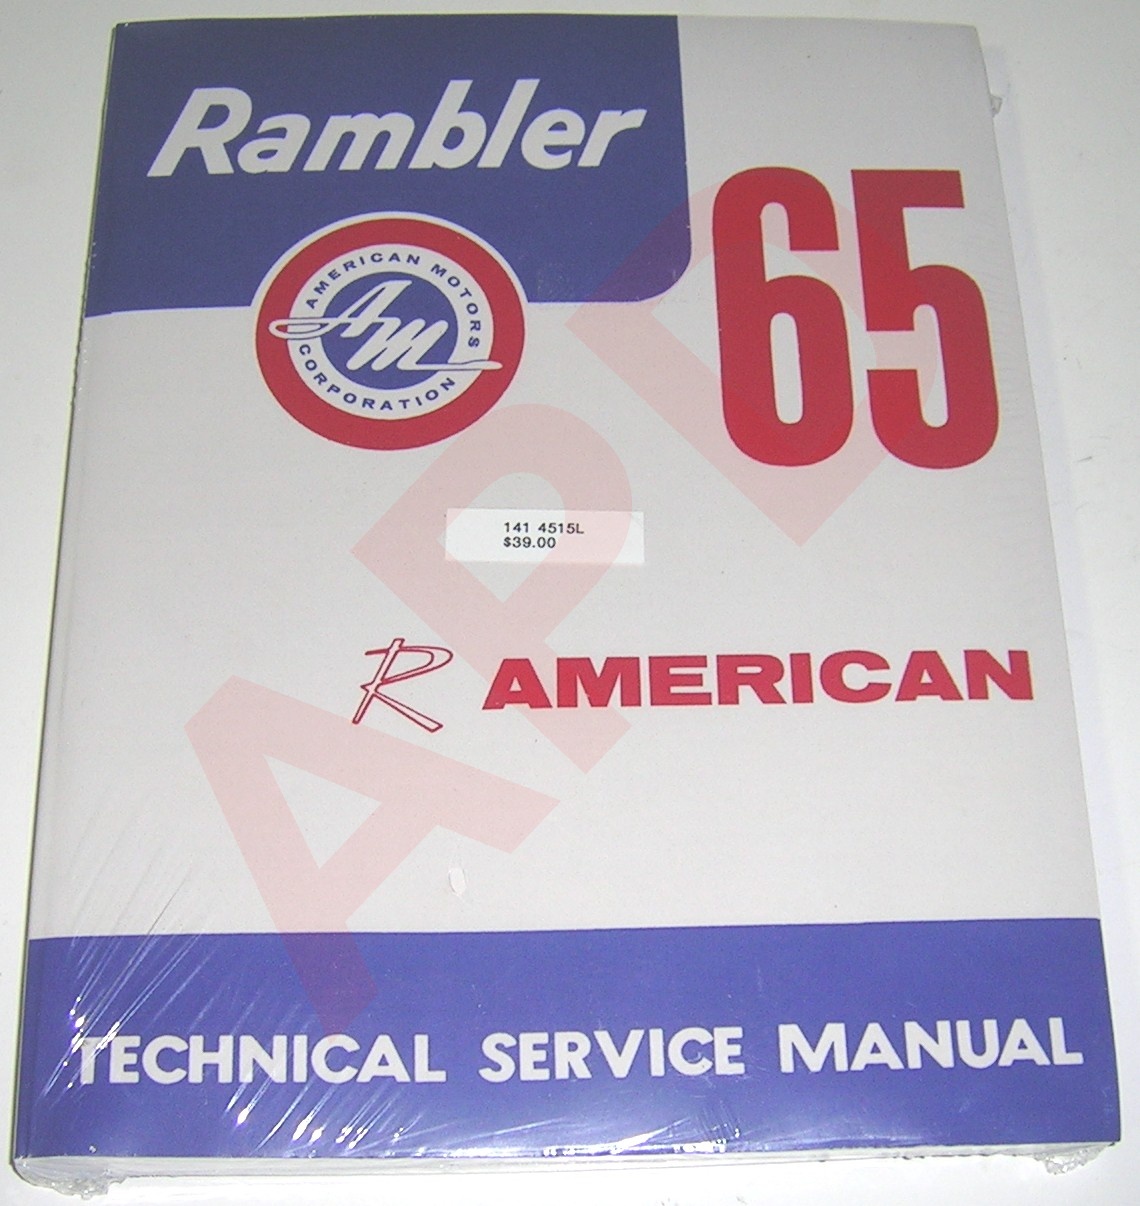 Rambler
65
AMERICAN MOTORS
CORPORATION
AM
141 4515L
$39.00
R AMERICAN
TECHNICAL SERVICE MANUAL
APD